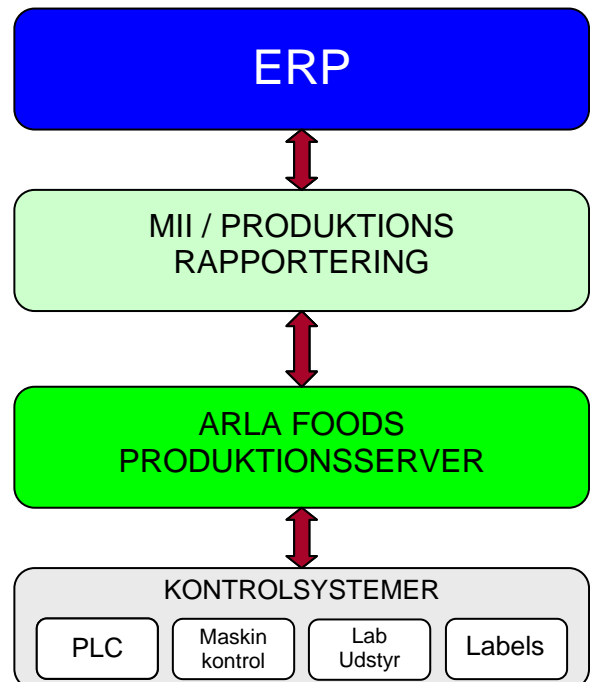 ERP
MII / PRODUKTIONS
RAPPORTERING
ARLA FOODS
PRODUKTIONSSERVER
KONTROLSYSTEMER
PLC
Maskin
kontrol
Lab
Udstyr
Labels